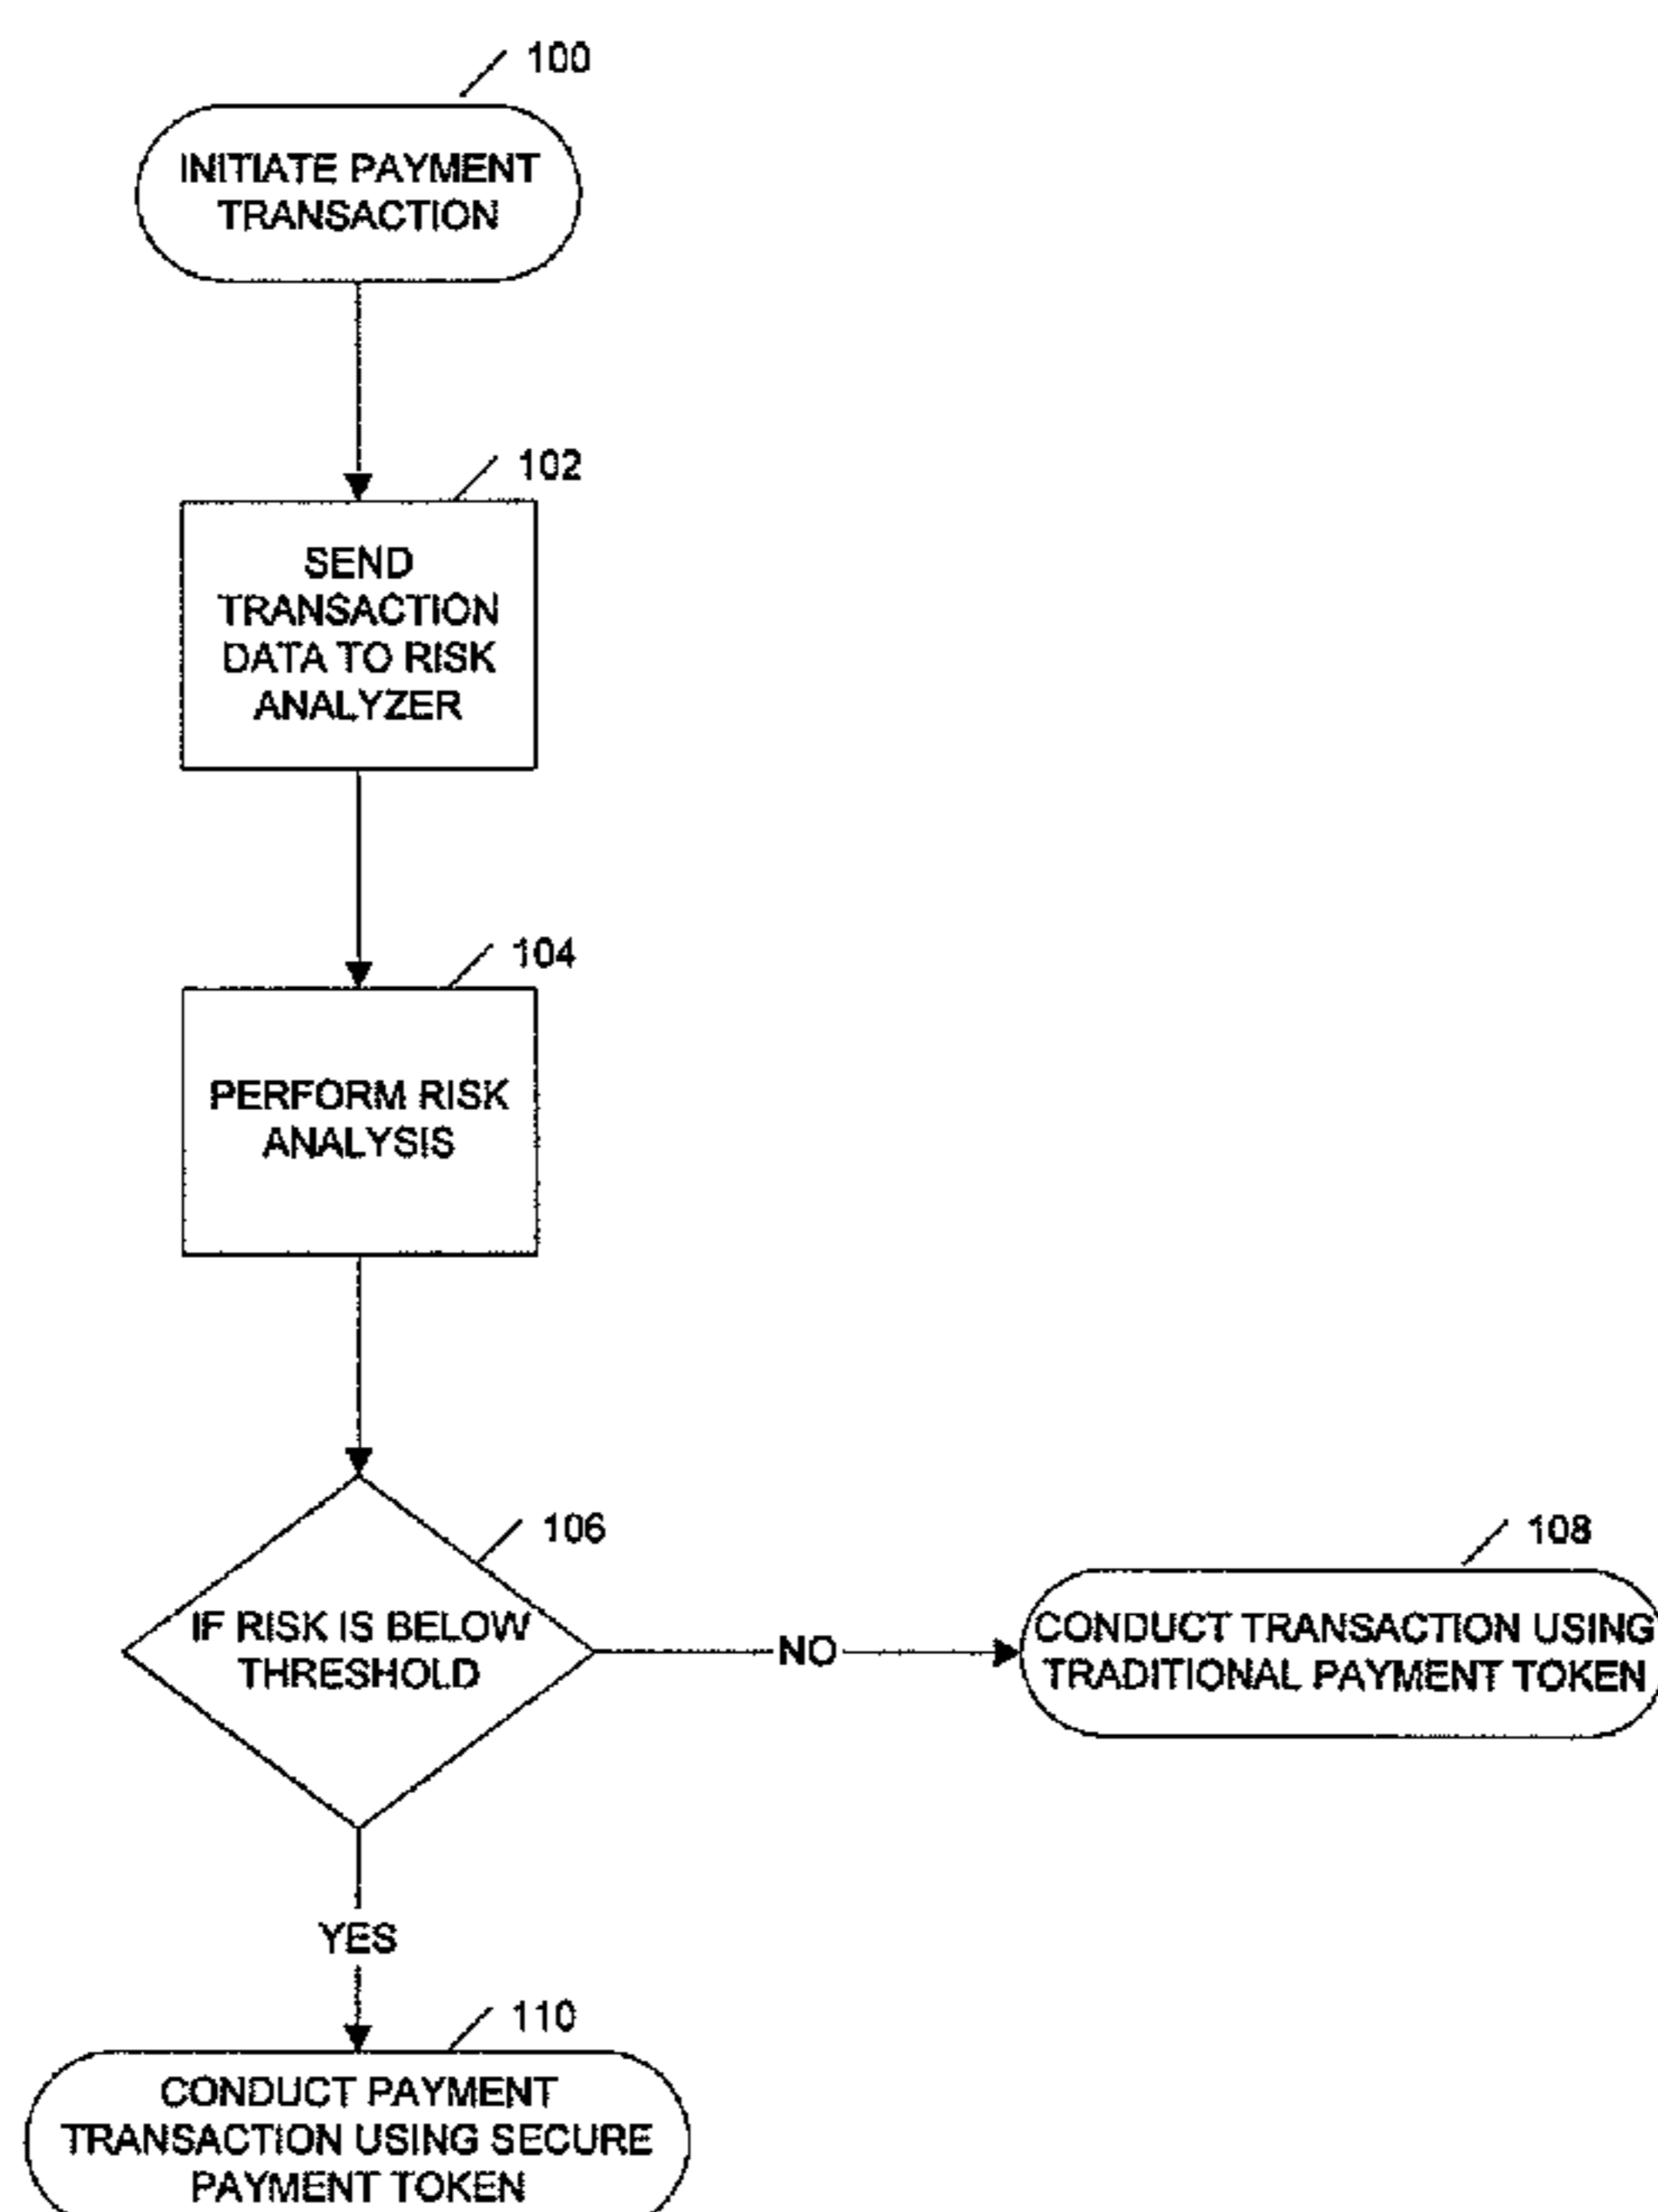 100
INITIATE PAYMENT
TRANSACTION
102
SEND
TRANSACTION
DATA TO RISK
ANALYZER
104
PERFORM RISK
ANALYSIS
106
IF RISK IS BELOW
THRESHOLD
NO
108
CONDUCT TRANSACTION USING
TRADITIONAL PAYMENT TOKEN
YES
110
CONDUCT PAYMENT
TRANSACTION USING SECURE
PAYMENT TOKEN